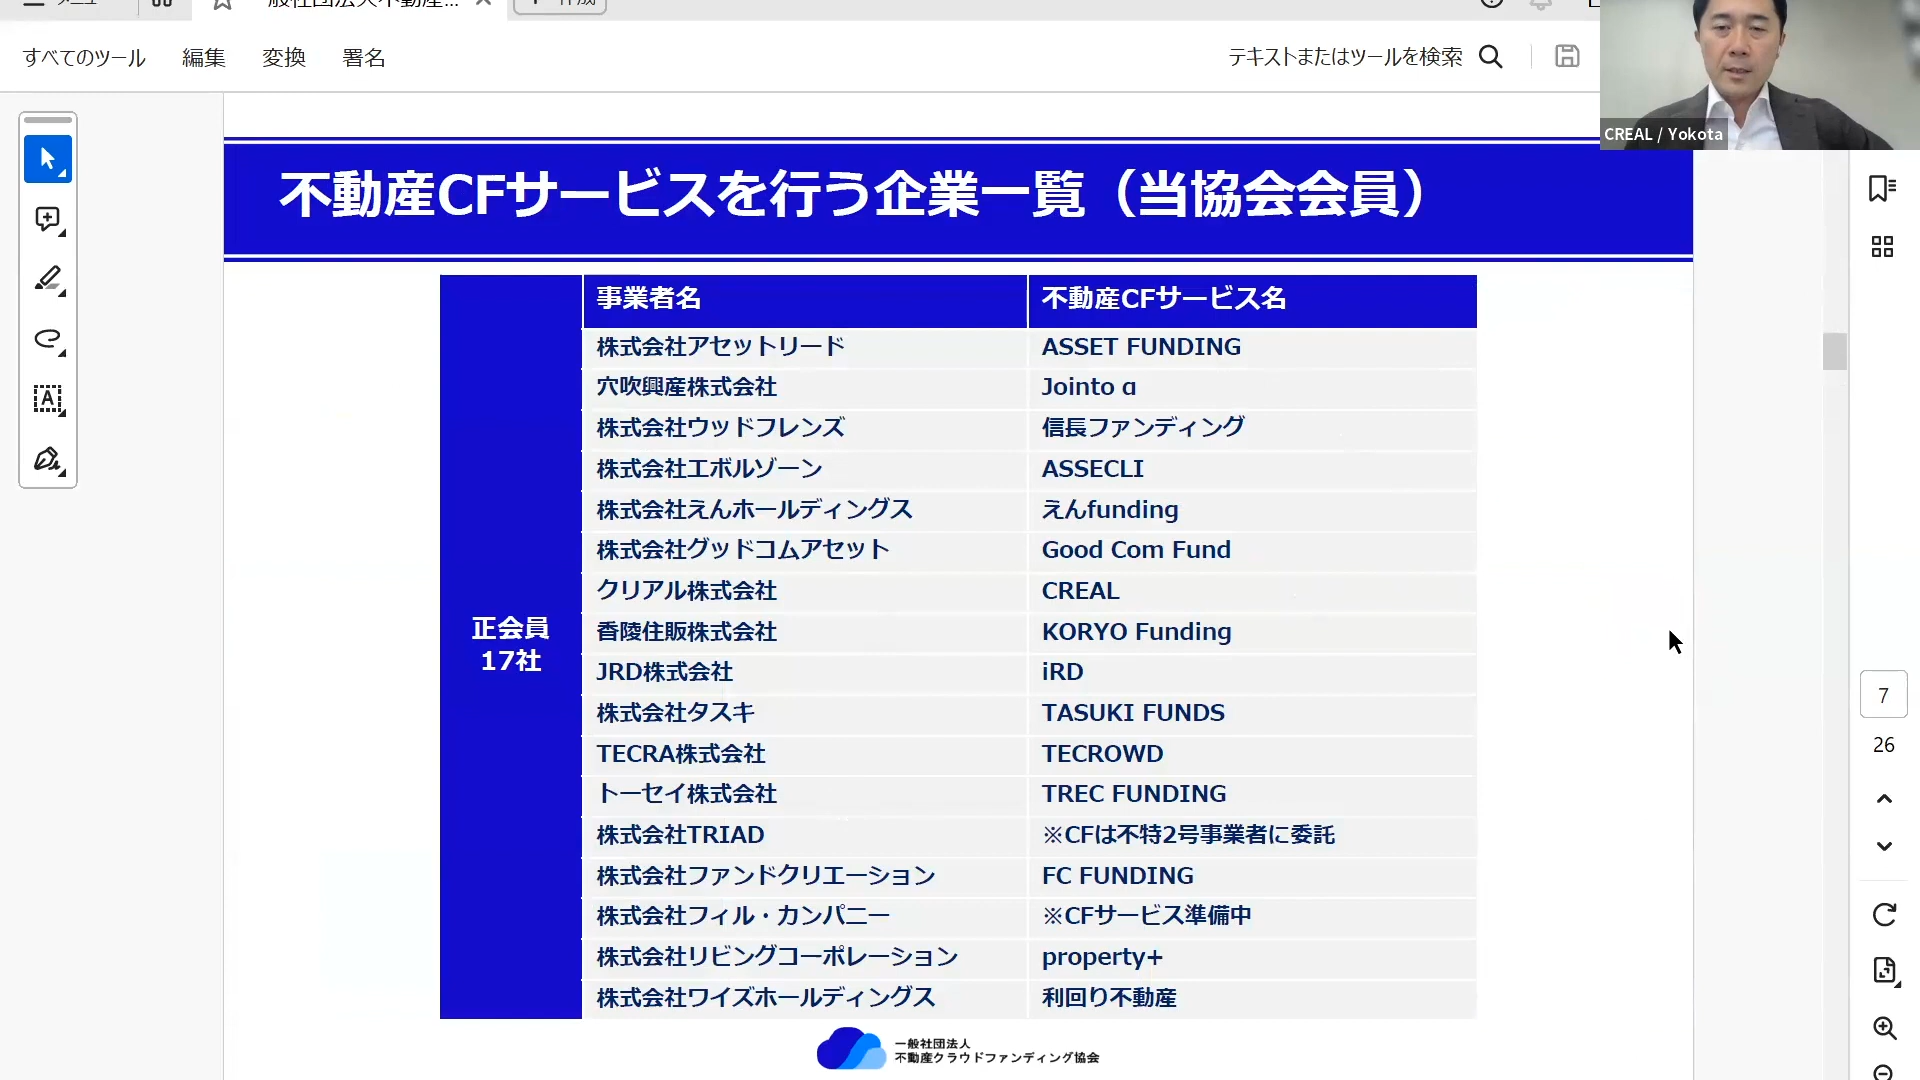 作成
すべてのツール 編集 変換 署名
テキストまたはツールを検索
CREAL / Yokota
不動産CFサービスを行う企業一覧（当協会会員）
事業者名 不動産CFサービス名
正会員
17社
株式会社アセットリード ASSET FUNDING
穴吹興産株式会社 Jointo α
株式会社ウッドフレンズ 信長ファンディング
株式会社エボルゾーン ASSECLI
株式会社えんホールディングス えんfunding
株式会社グッドコムアセット Good Com Fund
クリアル株式会社 CREAL
香陵住販株式会社 KORYO Funding
JRD株式会社 iRD
株式会社タスキ TASUKI FUNDS
TECRA株式会社 TECROWD
トーセイ株式会社 TREC FUNDING
株式会社TRIAD ※CFは不特2号事業者に委託
株式会社ファンドクリエーション FC FUNDING
株式会社フィル・カンパニー ※CFサービス準備中
株式会社リビングコーポレーション property+
株式会社ワイズホールディングス 利回り不動産
一般社団法人
不動産クラウドファンディング協会
7
26